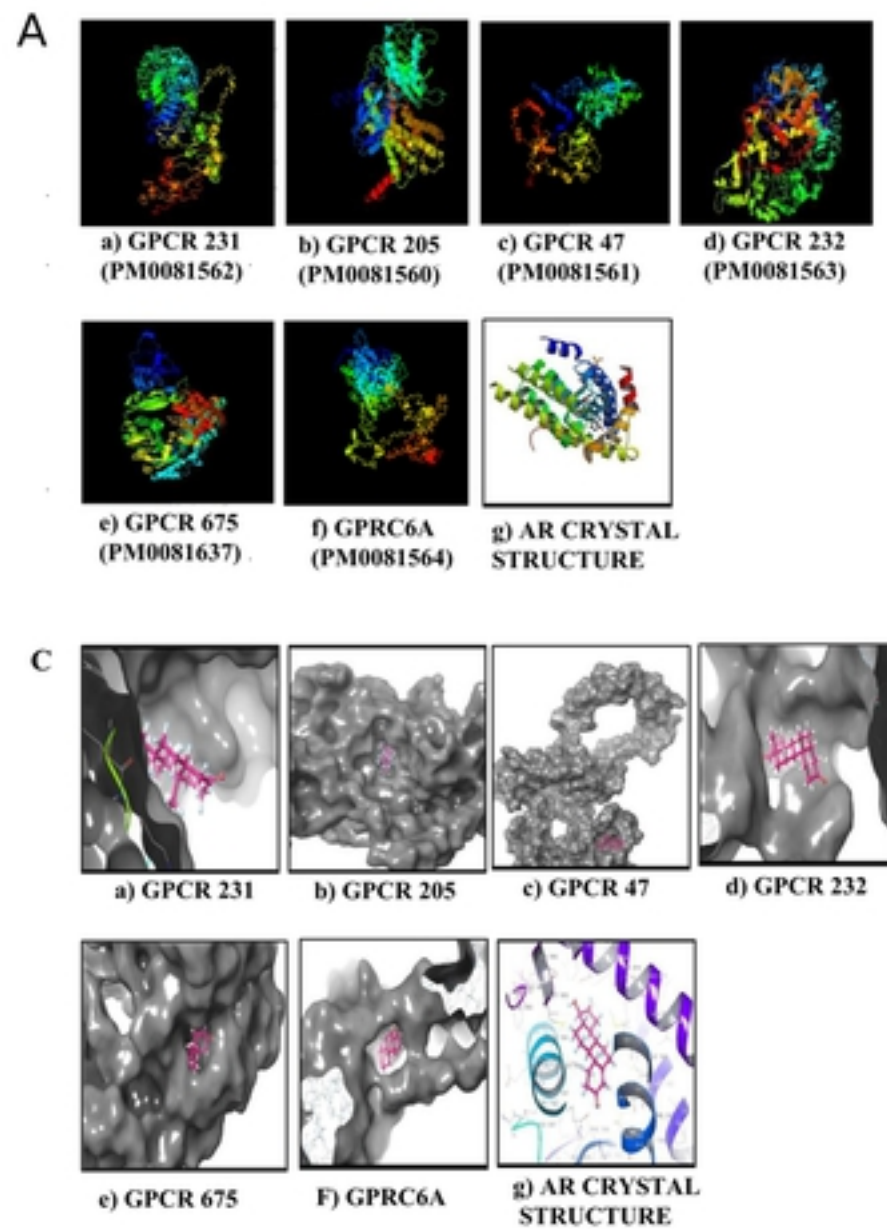 A
a) GPCR 231
(PM0081562)
b) GPCR 205
(PM0081560)
c) GPCR 47
(PM0081561)
d) GPCR 232
(PM0081563)
e) GPCR 675
(PM0081637)
f) GPRC6A
(PM0081564)
g) AR CRYSTAL
STRUCTURE
C
a) GPCR 231
b) GPCR 205
c) GPCR 47
d) GPCR 232
e) GPCR 675
F) GPRC6A
g) AR CRYSTAL
STRUCTURE